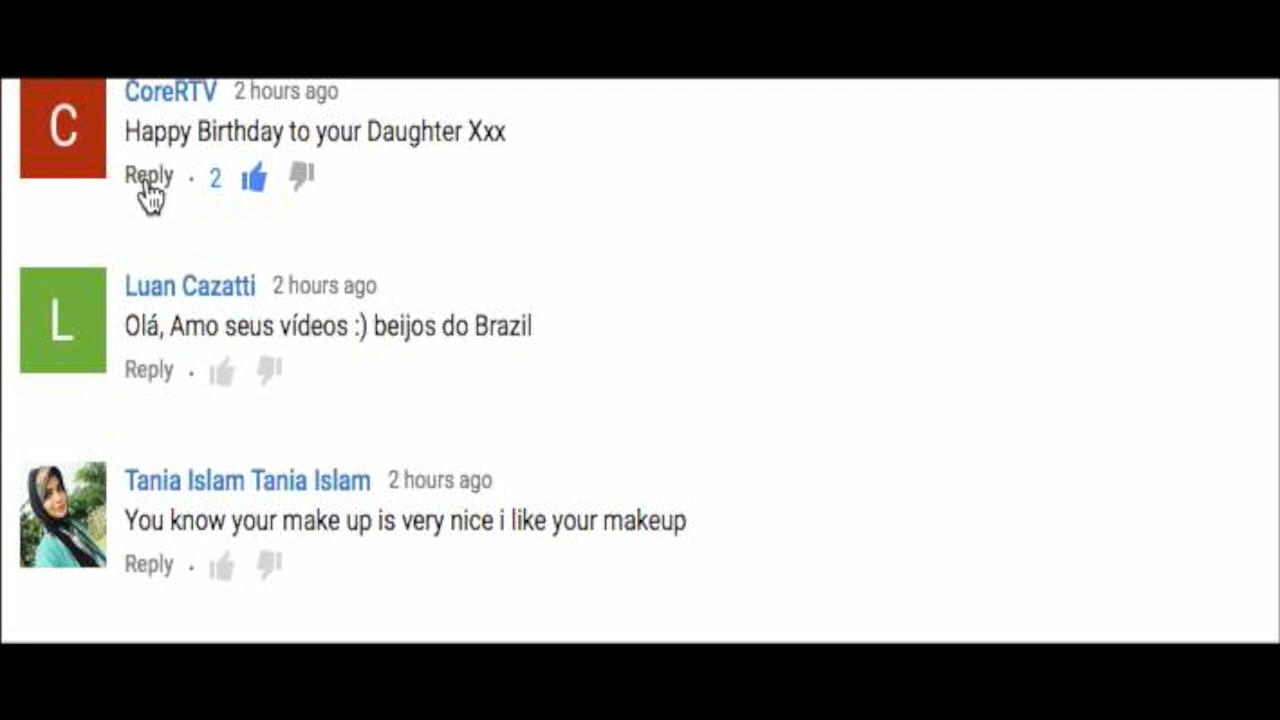 C
CoreRTV 2 hours ago
Happy Birthday to your Daughter Xxx
Reply . 2
L
Luan Cazatti 2 hours ago
Olá, Amo seus vídeos :) beijos do Brazil
Reply .
Tania Islam Tania Islam 2 hours ago
You know your make up is very nice i like your makeup
Reply .